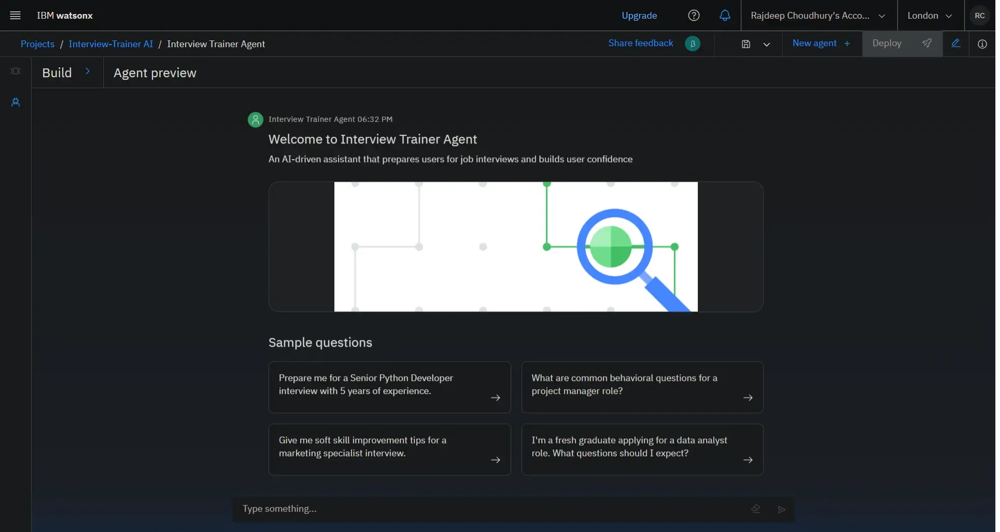 IBM watsonx
Upgrade
Rajdeep Choudhury's Acco...
London
RC
Projects / Interview-Trainer AI / Interview Trainer Agent
Share feedback
β
New agent +
Deploy
Build
Agent preview
Interview Trainer Agent 06:32 PM
Welcome to Interview Trainer Agent
An AI-driven assistant that prepares users for job interviews and builds user confidence
Sample questions
Prepare me for a Senior Python Developer
interview with 5 years of experience.
What are common behavioral questions for a
project manager role?
Give me soft skill improvement tips for a
marketing specialist interview.
I'm a fresh graduate applying for a data analyst
role. What questions should I expect?
Type something...